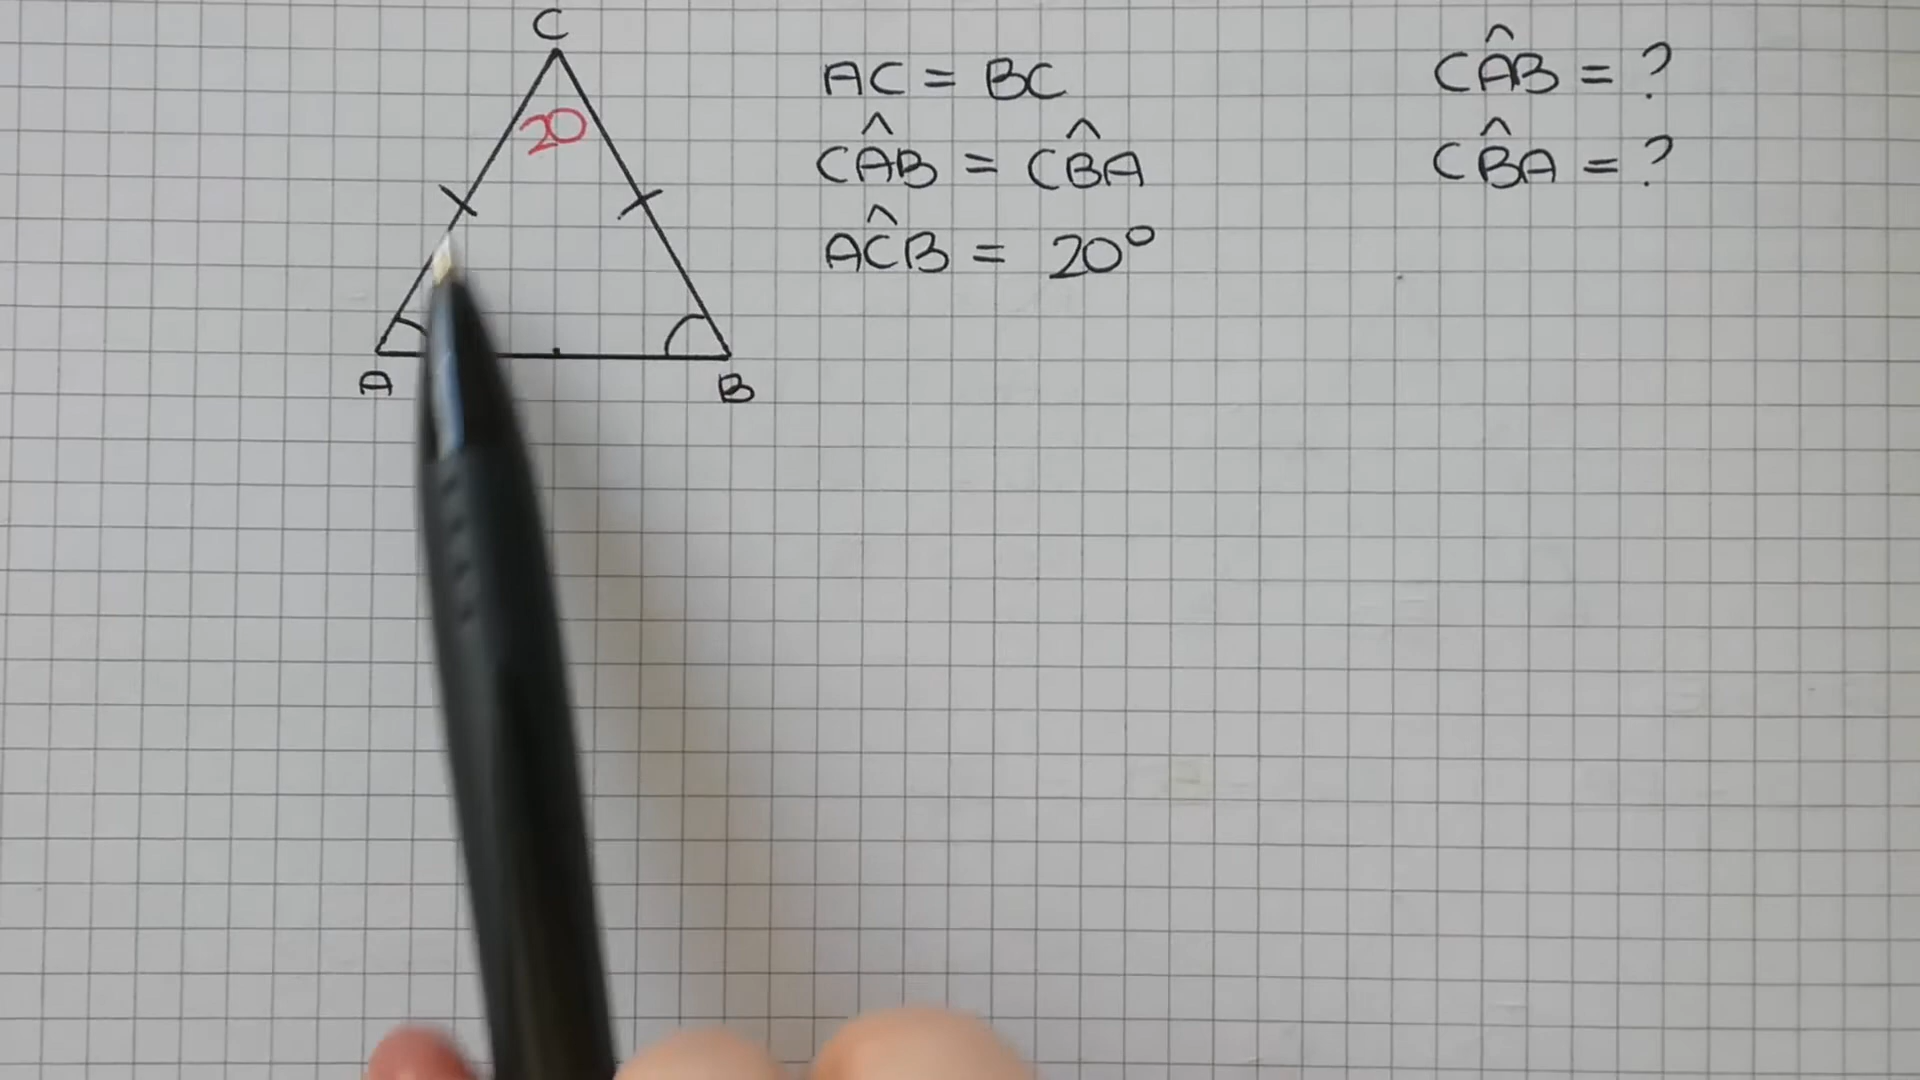 C
20
A
B
AC = BC
CÂB = CB̂A
AĈB = 20°
CÂB = ?
CB̂A = ?